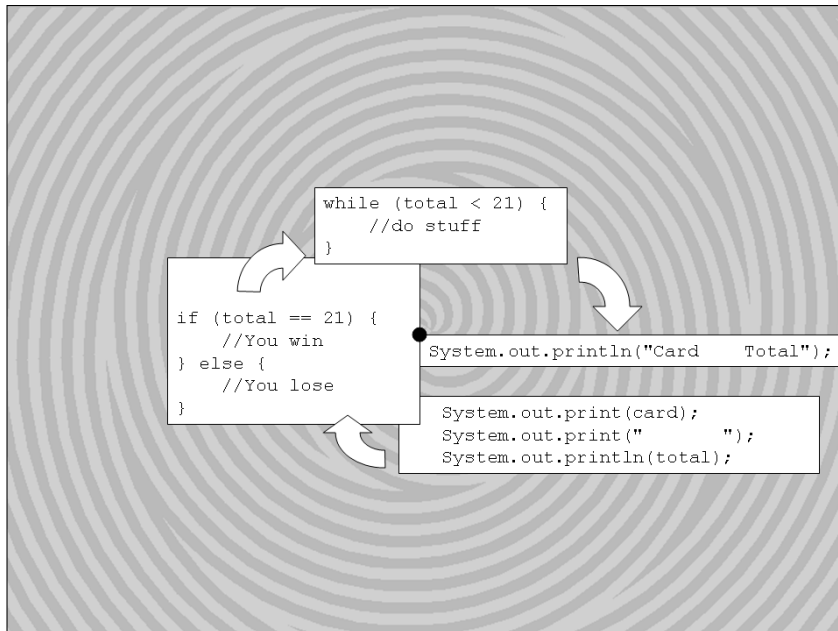 while (total < 21) {
    //do stuff
}
if (total == 21) {
    //You win
} else {
    //You lose
}
System.out.println("Card    Total");
System.out.print(card);
System.out.print("       ");
System.out.println(total);